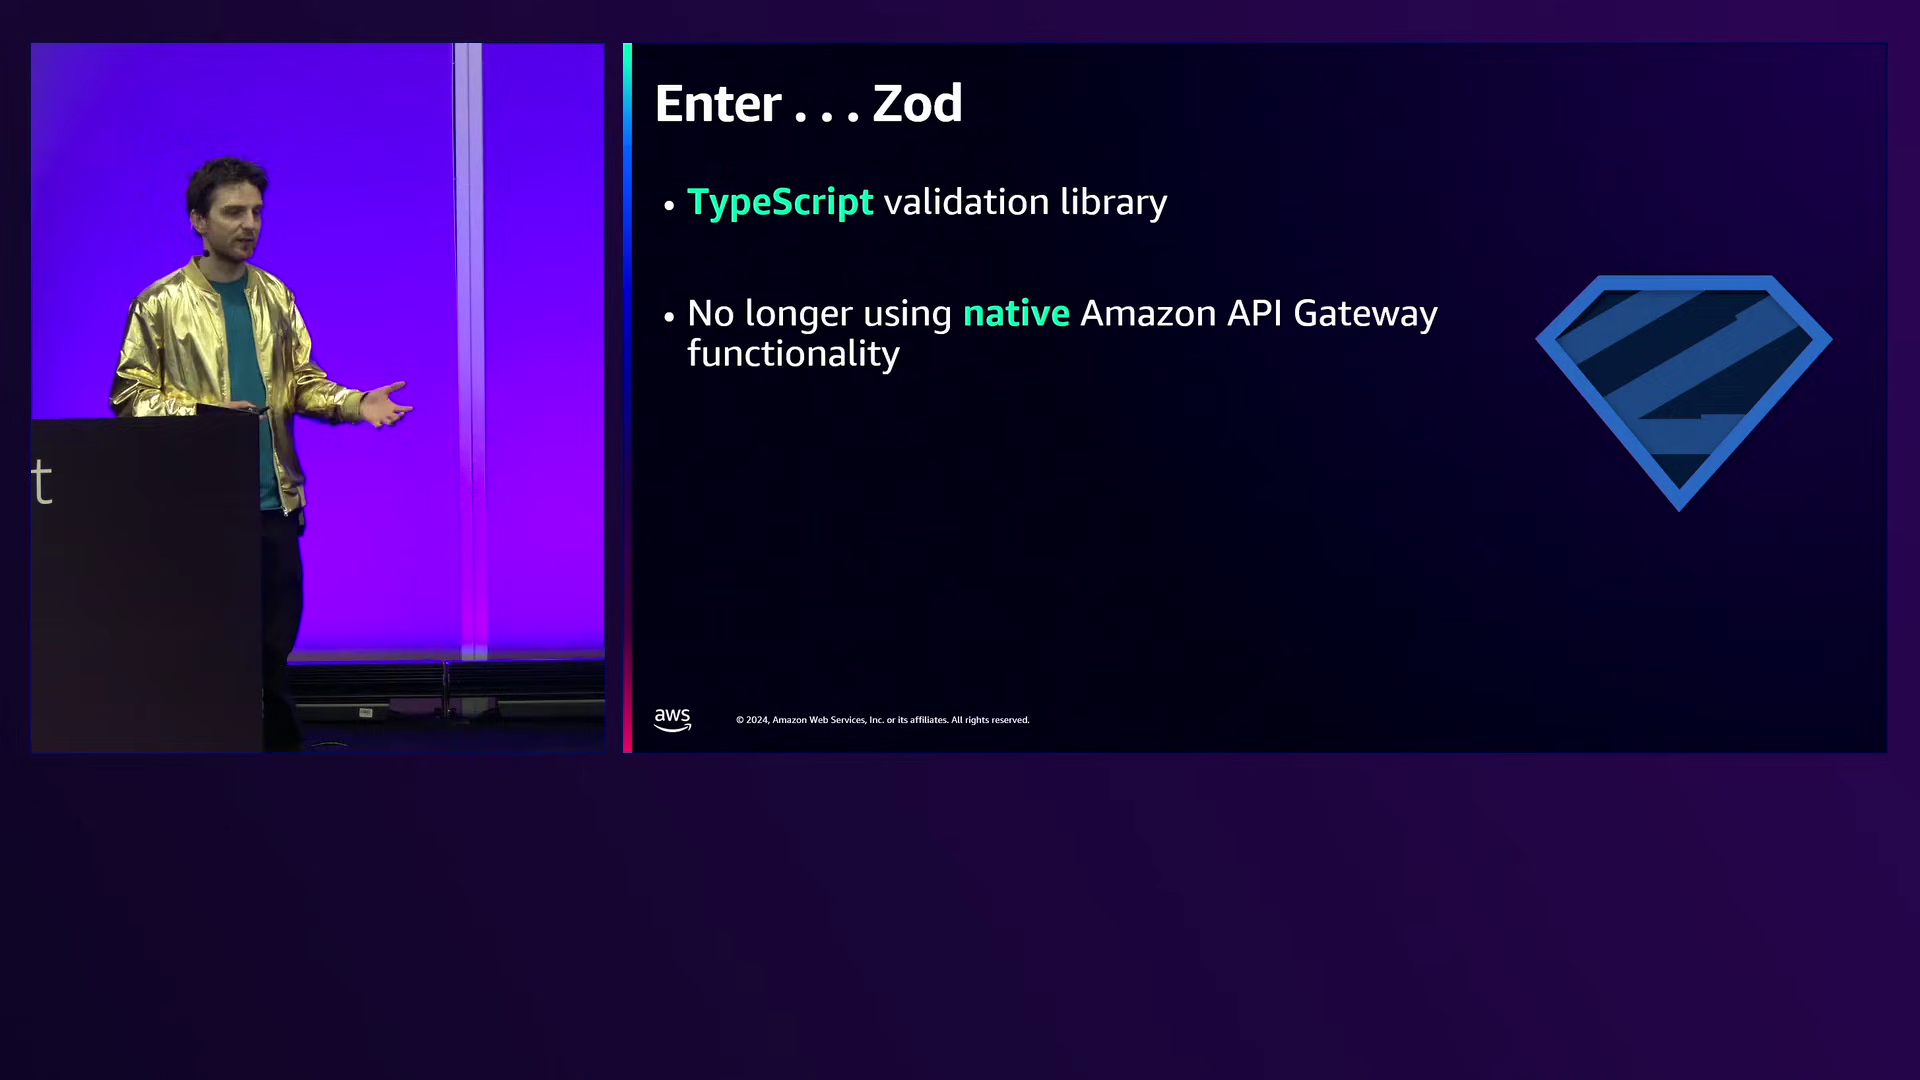 Enter . . . Zod
• TypeScript validation library
• No longer using native Amazon API Gateway
functionality
t
aws
© 2024, Amazon Web Services, Inc. or its affiliates. All rights reserved.